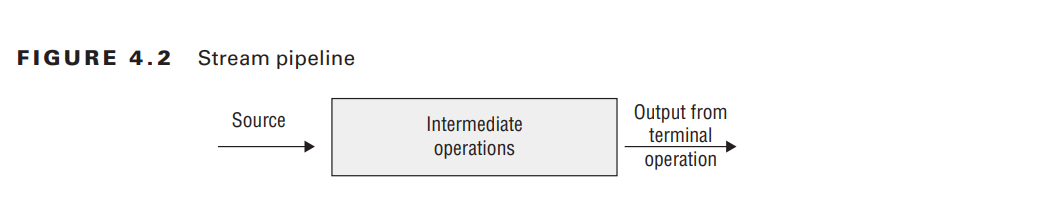 FIGURE 4.2 Stream pipeline
Source
Intermediate
operations
Output from
terminal
operation